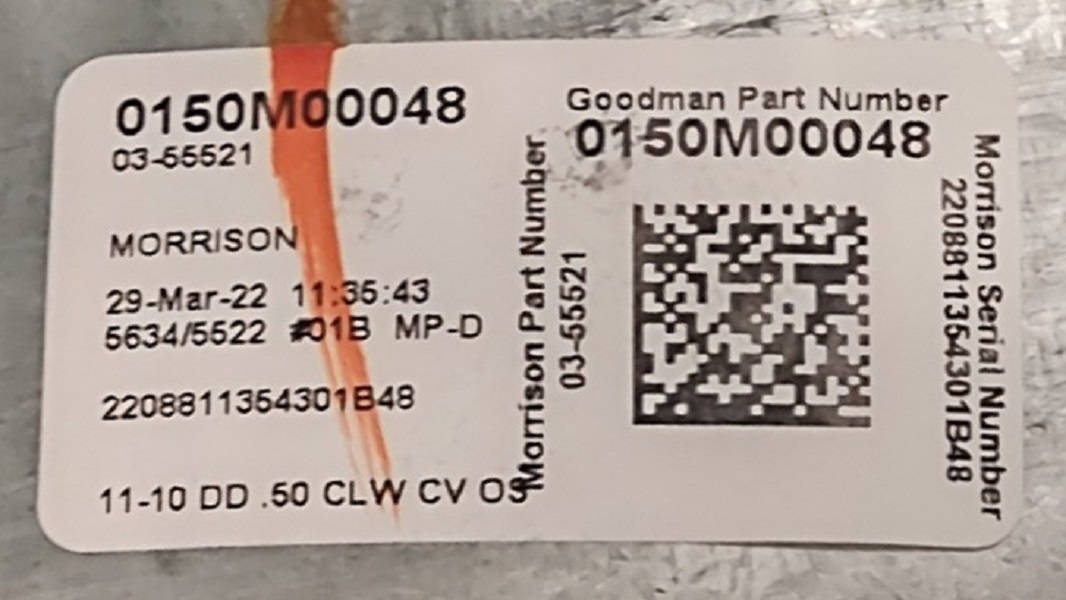 0150M00048
03-55521
MORRISON
29-Mar-22 11:35:43
5634/5522 #01B MP-D
2208811354301B48
11-10 DD .50 CLW CV OS
Morrison Part Number
03-55521
Goodman Part Number
0150M00048
Morrison Serial Number
2208811354301B48